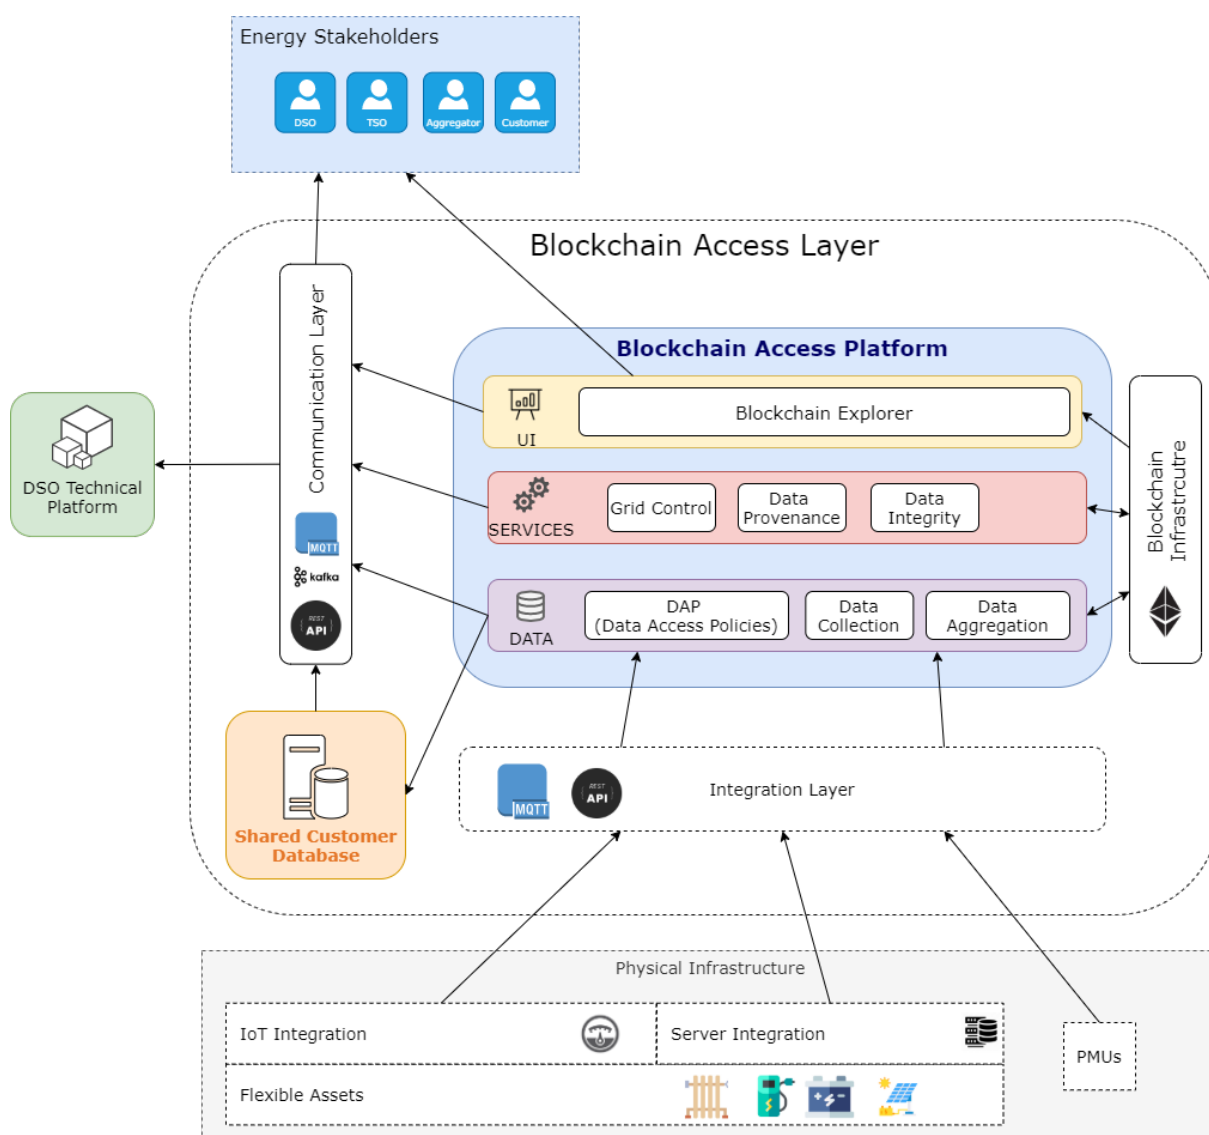 Energy Stakeholders
DSO
TSO
Aggregator
Customer
Blockchain Access Layer
Communication Layer
MQTT
kafka
REST
API
Blockchain Access Platform
UI
Blockchain Explorer
SERVICES
Grid Control
Data
Provenance
Data
Integrity
DATA
DAP
(Data Access Policies)
Data
Collection
Data
Aggregation
Blockchain
Infrastrcutre
DSO Technical
Platform
Shared Customer
Database
MQTT
REST
API
Integration Layer
Physical Infrastructure
IoT Integration
Server Integration
PMUs
Flexible Assets